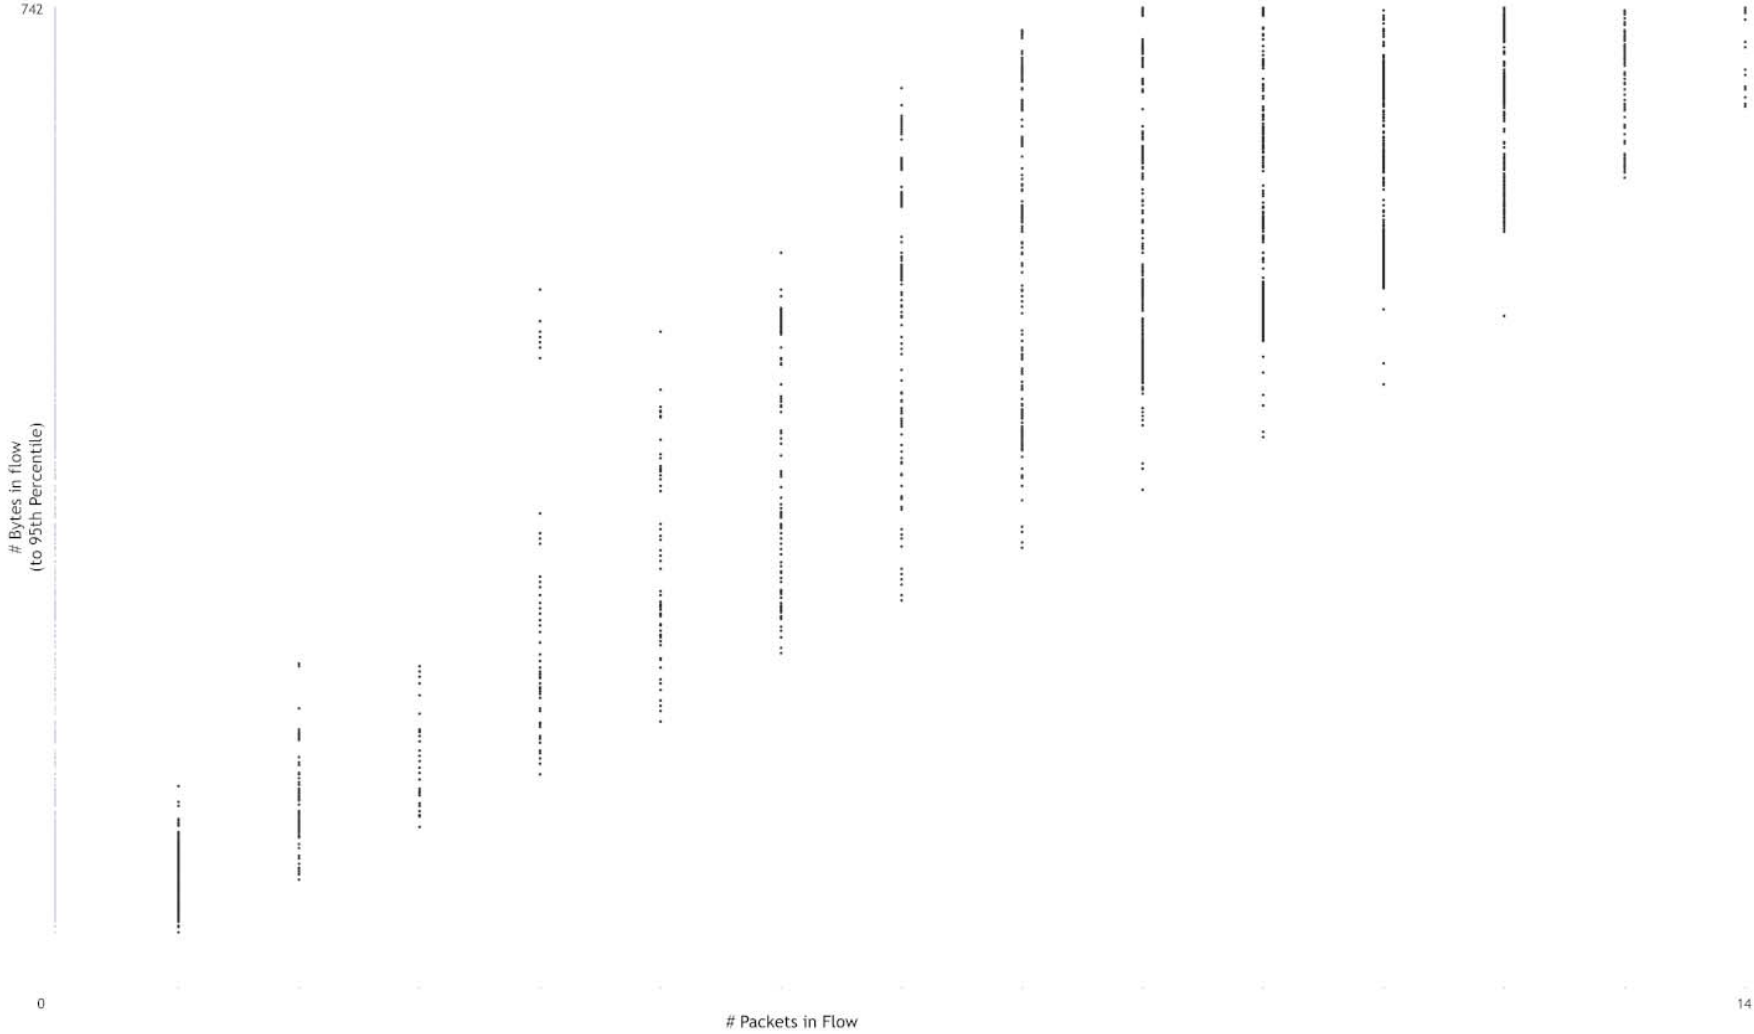 742
# Bytes in flow
(to 95th Percentile)
0
14
# Packets in Flow